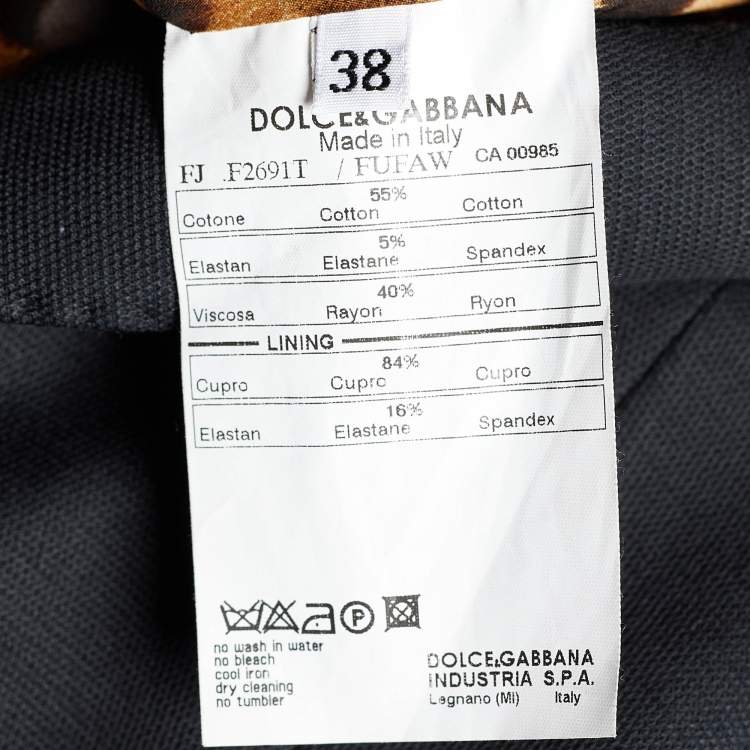 38
DOLCE&GABBANA
Made in Italy
FJ .F2691T / FUFAW CA 00985
55%
Cotone Cotton Cotton
5%
Elastan Elastane Spandex
40%
Viscosa Rayon Ryon
LINING
84%
Cupro Cupro Cupro
16%
Elastan Elastane Spandex
P
no wash in water
no bleach
cool iron
dry cleaning
no tumbler
DOLCE&GABBANA
INDUSTRIA S.P.A.
Legnano (MI) Italy